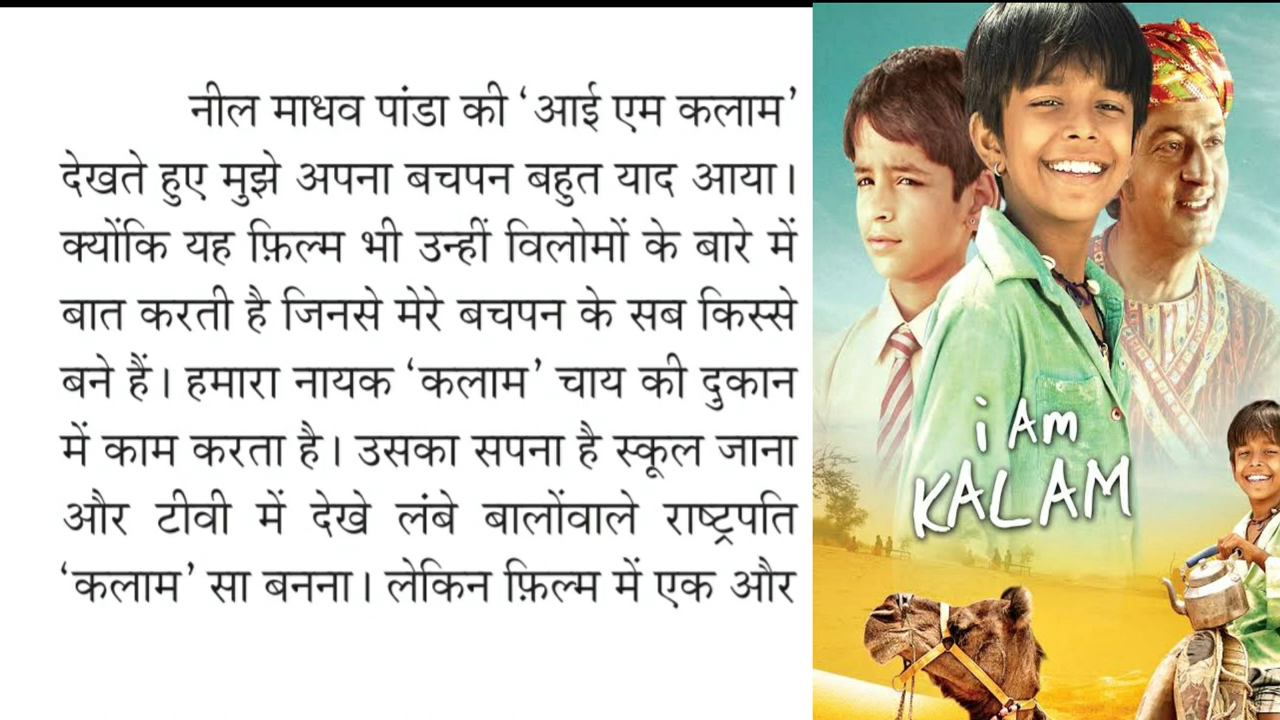 नील माधव पांडा की ‘आई एम कलाम’
देखते हुए मुझे अपना बचपन बहुत याद आया।
क्योंकि यह फ़िल्म भी उन्हीं विलोमों के बारे में
बात करती है जिनसे मेरे बचपन के सब किस्से
बने हैं। हमारा नायक ‘कलाम’ चाय की दुकान
में काम करता है। उसका सपना है स्कूल जाना
और टीवी में देखे लंबे बालोंवाले राष्ट्रपति
‘कलाम’ सा बनना। लेकिन फ़िल्म में एक और
i Am
KALAM